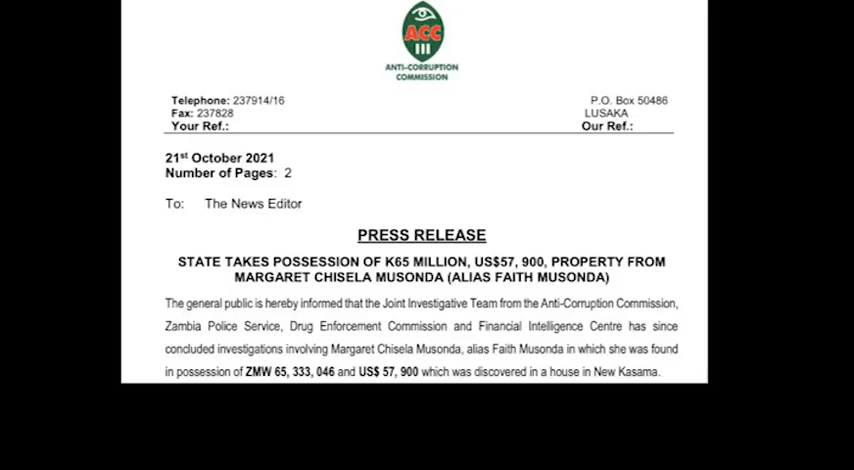 ACC
ANTI-CORRUPTION
COMMISSION
Telephone: 237914/16 P.O. Box 50486
Fax: 237828 LUSAKA
Your Ref.: Our Ref.:
21st October 2021
Number of Pages: 2
To: The News Editor
PRESS RELEASE
STATE TAKES POSSESSION OF K65 MILLION, US$57, 900, PROPERTY FROM
MARGARET CHISELA MUSONDA (ALIAS FAITH MUSONDA)
The general public is hereby informed that the Joint Investigative Team from the Anti-Corruption Commission,
Zambia Police Service, Drug Enforcement Commission and Financial Intelligence Centre has since
concluded investigations involving Margaret Chisela Musonda, alias Faith Musonda in which she was found
in possession of ZMW 65, 333, 046 and US$ 57, 900 which was discovered in a house in New Kasama.